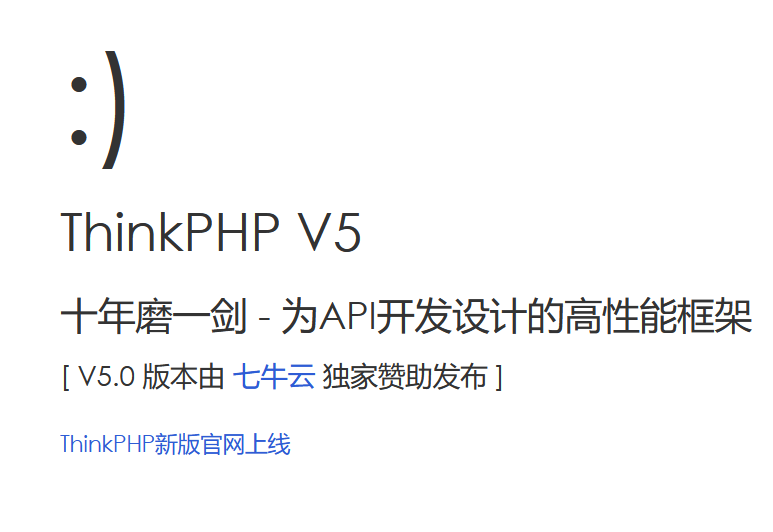 :)
ThinkPHP V5
十年磨一剑 - 为API开发设计的高性能框架
[ V5.0 版本由 七牛云 独家赞助发布 ]
ThinkPHP新版官网上线